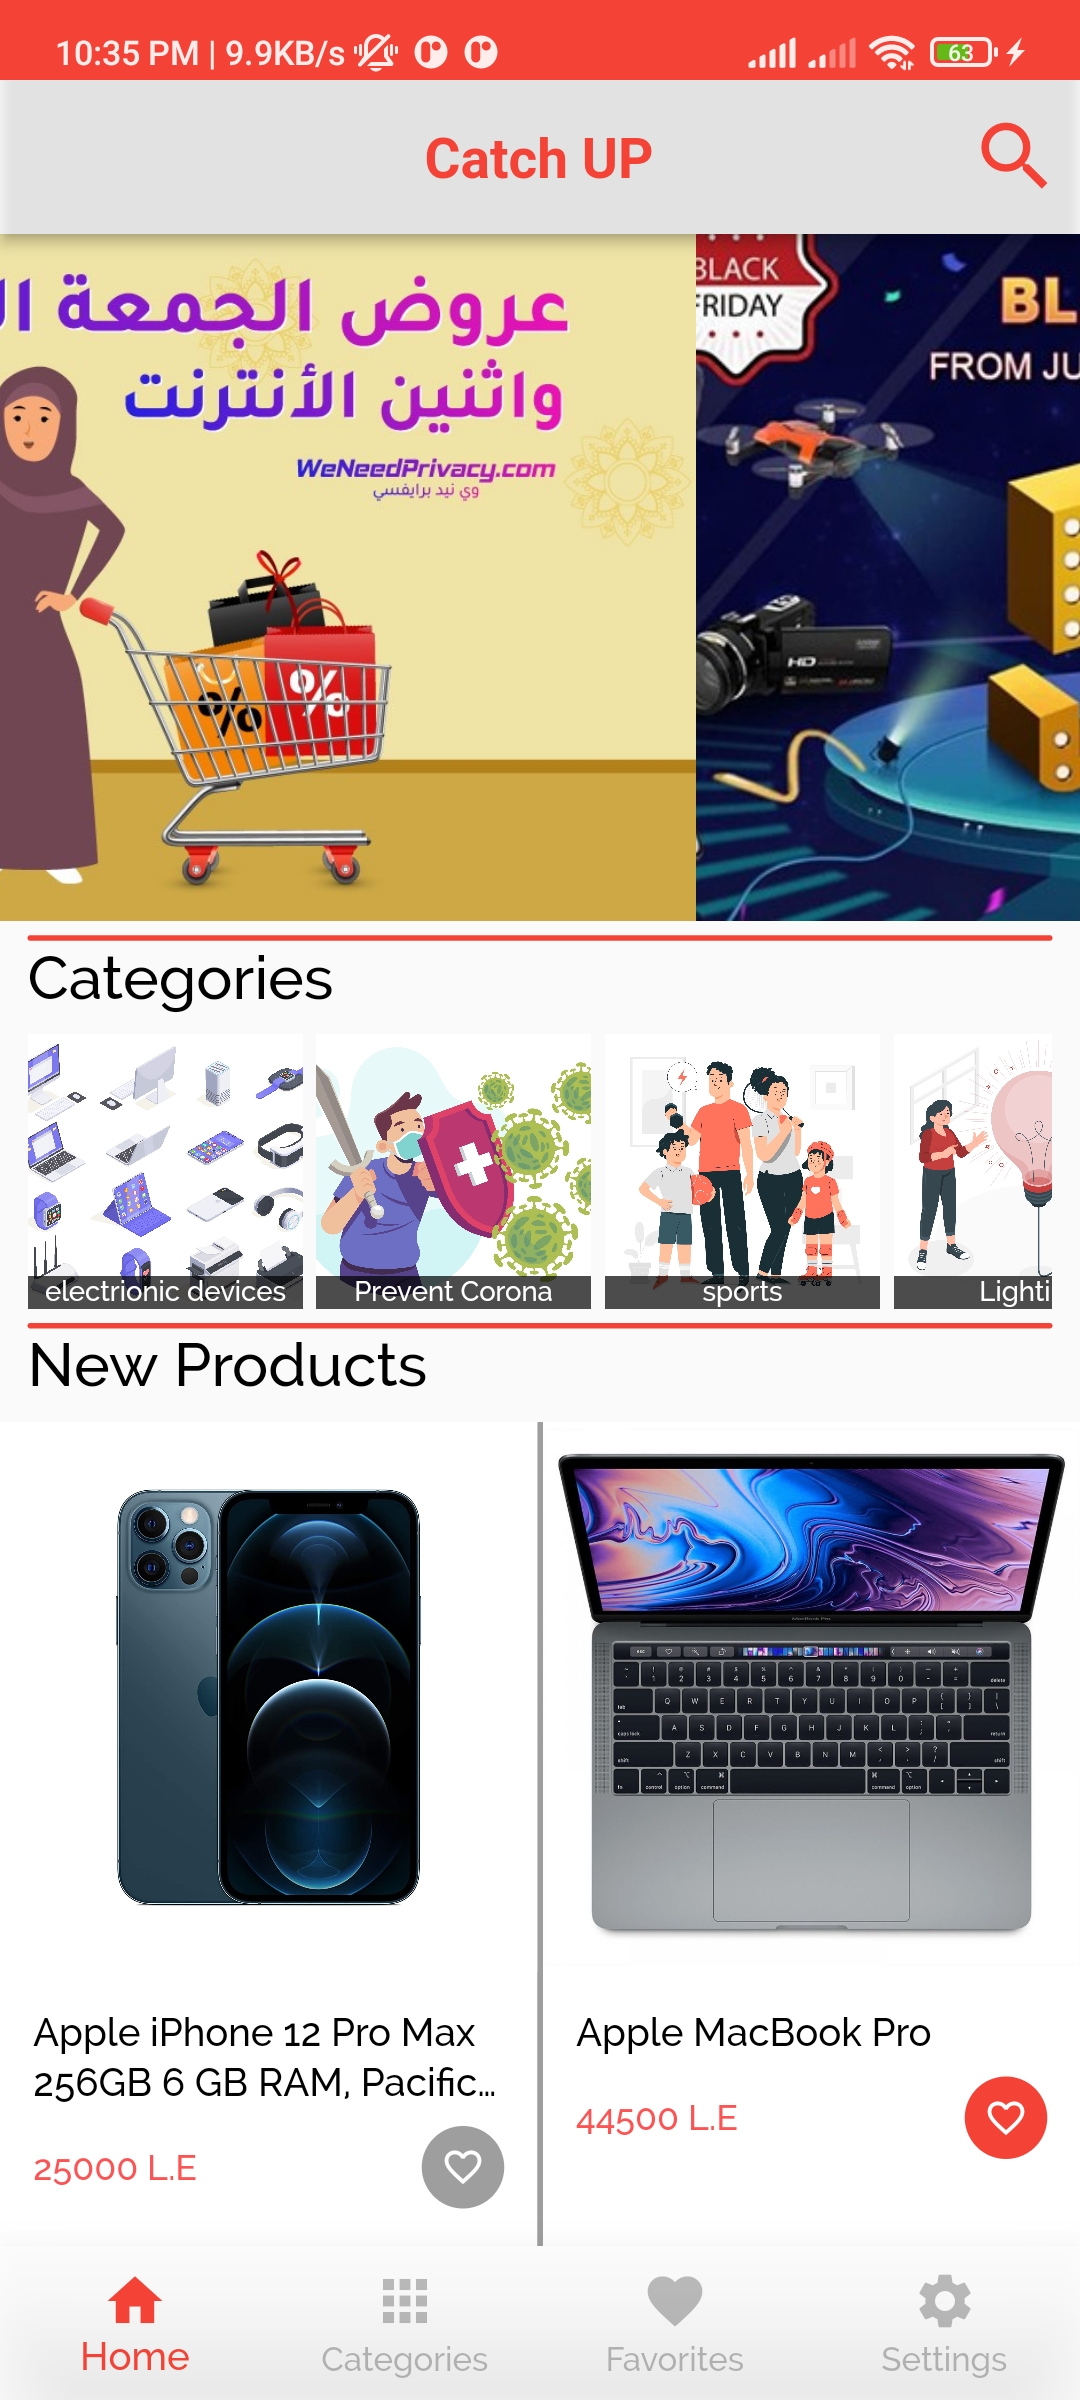 10:35 PM | 9.9KB/s
63
Catch UP
عروض الجمعة
واثنين الأنترنت
WeNeedPrivacy.com
وي نيد برايفسي
BLACK
FRIDAY
BL
FROM JU
HD
% %
Categories
electrionic devices
Prevent Corona
sports
Lighti
New Products
Apple iPhone 12 Pro Max
256GB 6 GB RAM, Pacific...
25000 L.E
Apple MacBook Pro
44500 L.E
Home
Categories
Favorites
Settings